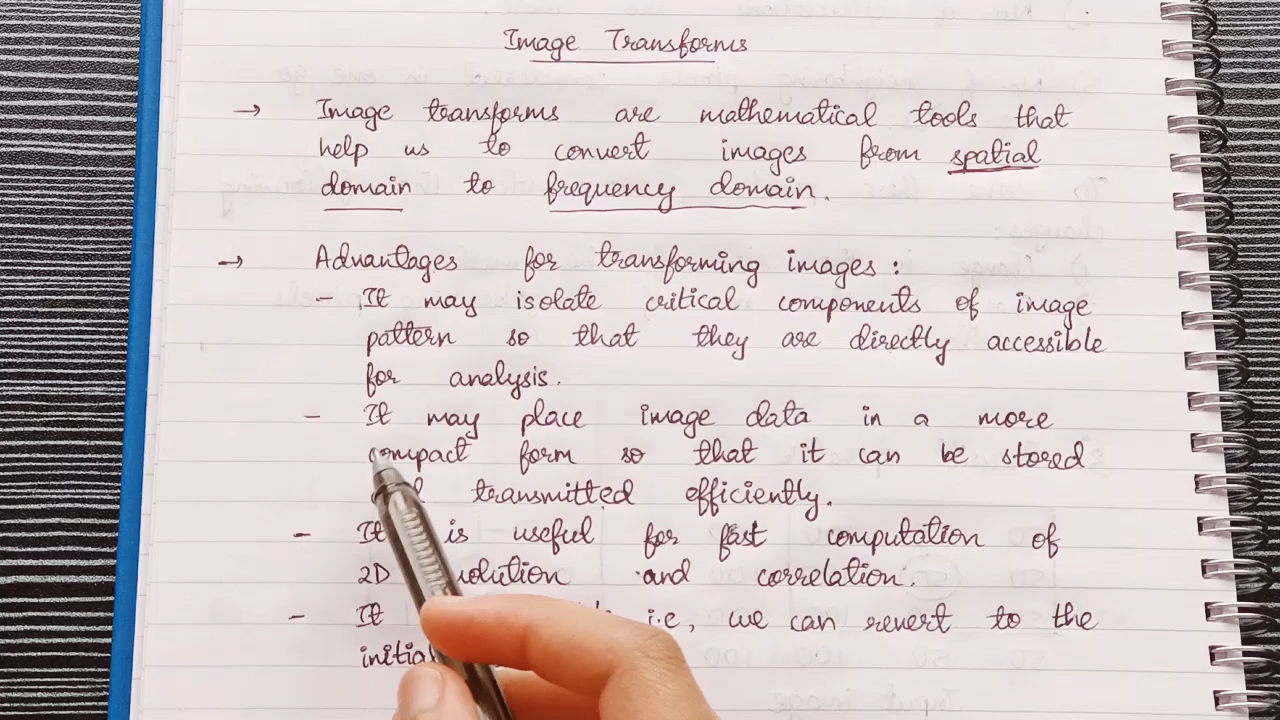 Image Transforms
→ Image transforms are mathematical tools that
help us to convert images from spatial
domain to frequency domain.
→ Advantages for transforming images :
- It may isolate critical components of image
pattern so that they are directly accessible
for analysis.
- It may place image data in a more
compact form so that it can be stored
transmitted efficiently.
- It is useful for fast computation of
2D and correlation.
- It i.e, we can revert to the